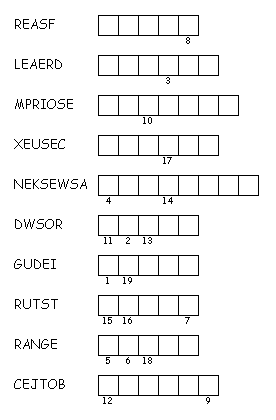 REASF
8
LEAERD
3
MPRIOSE
10
XEUSEC
17
NEKSEWSA
4 14
DWSOR
11 2 13
GUDEI
1 19
RUTST
15 16 7
RANGE
5 6 18
CEJTOB
12 9